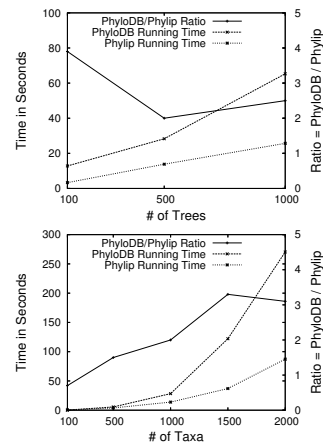 PhyloDB/Phylip Ratio
PhyloDB Running Time
Phylip Running Time
Time in Seconds
100
80
60
40
20
0
5
4
3
2
1
0
Ratio = PhyloDB / Phylip
100 500 1000
# of Trees
PhyloDB/Phylip Ratio
PhyloDB Running Time
Phylip Running Time
Time in Seconds
300
250
200
150
100
50
0
5
4
3
2
1
0
Ratio = PhyloDB / Phylip
100 500 1000 1500 2000
# of Taxa